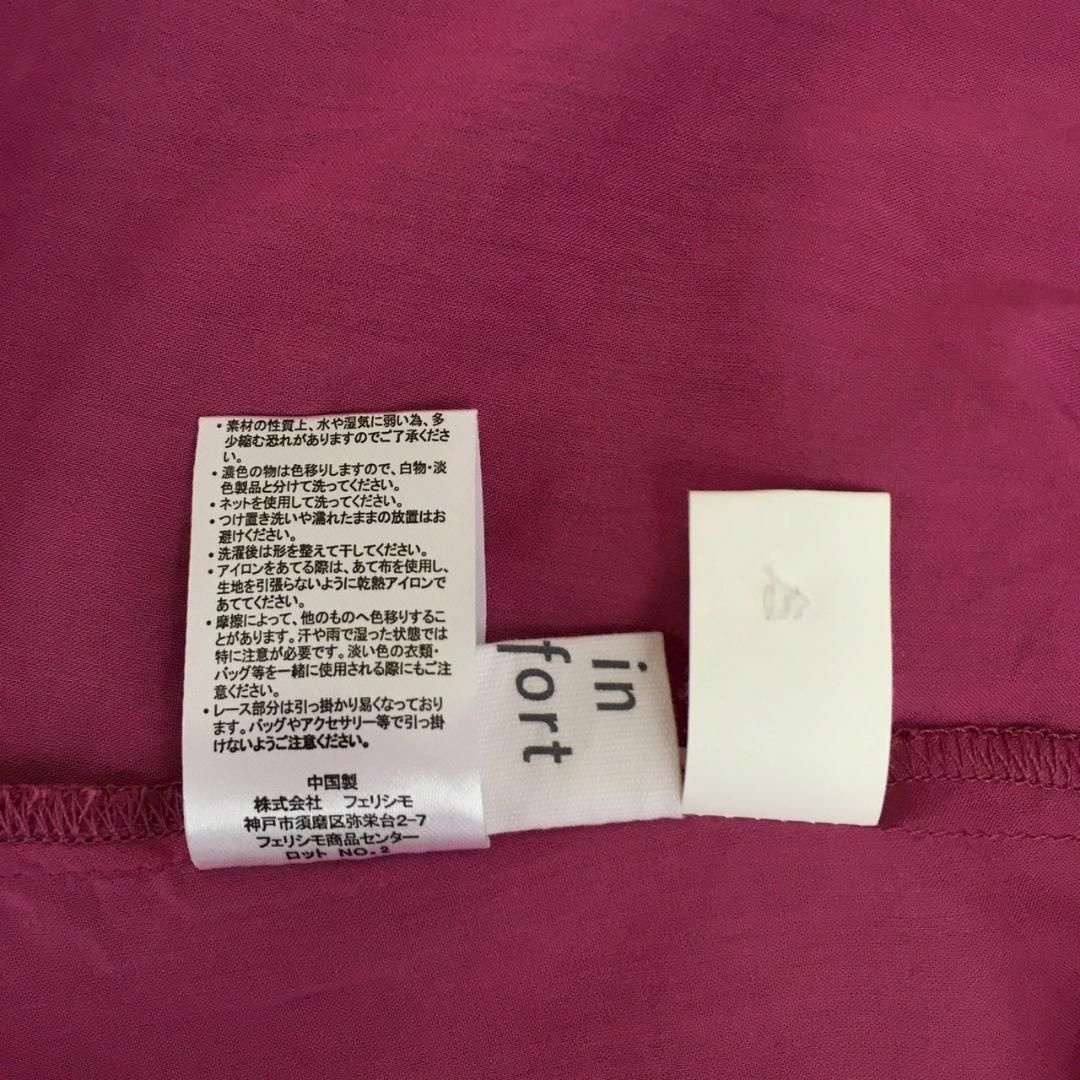 ・素材の性質上、水や湿気に弱い為、多
少縮む恐れがありますのでご了承くださ
い。
・濃色の物は色移りしますので、白物・淡
色製品と分けて洗ってください。
・ネットを使用して洗ってください。
・つけ置き洗いや濡れたままの放置はお
避けください。
・洗濯後は形を整えて干してください。
・アイロンをあてる際は、あて布を使用し、
生地を引張らないように乾熱アイロンで
あててください。
・摩擦によって、他のものへ色移りするこ
とがあります。汗や雨で湿った状態では
特に注意が必要です。淡い色の衣類・
バッグ等を一緒に使用される際にもご注
意ください。
・レース部分は引っ掛かり易くなっており
ます。バッグやアクセサリー等で引っ掛
けないようご注意ください。
中国製
株式会社 フェリシモ
神戸市須磨区弥栄台2-7
フェリシモ商品センター
ロット NO.2
in
fort